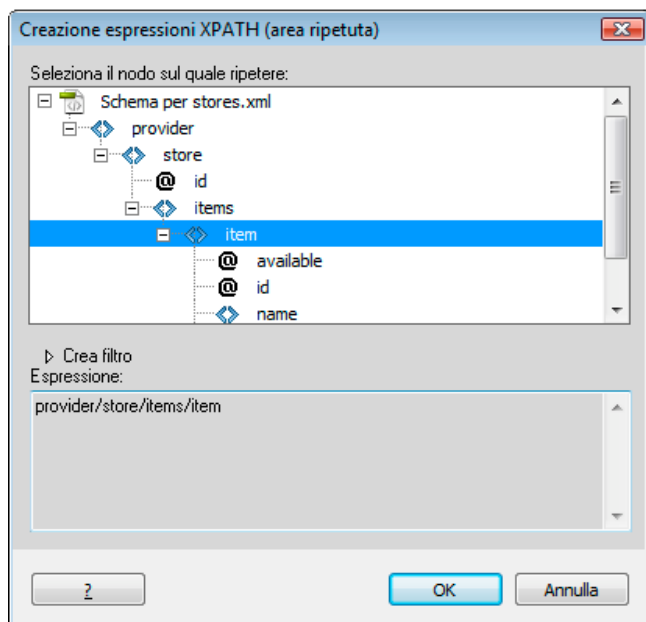 Creazione espressioni XPATH (area ripetuta)
Seleziona il nodo sul quale ripetere:
Schema per stores.xml
provider
store
@ id
items
item
@ available
@ id
name
Crea filtro
Espressione:
provider/store/items/item
?
OK
Annulla